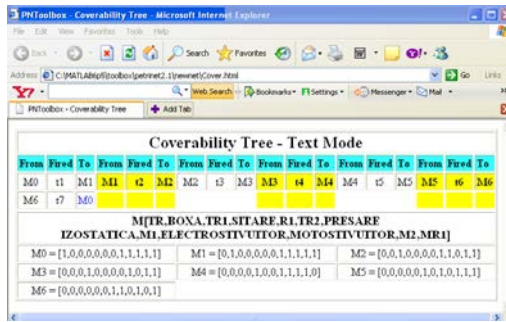 PNToolbox - Coverability Tree - Microsoft Internet Explorer
File Edit View Favorites Tools Help
Back Search Favorites
Address C:\MATLAB6p5\toolbox\petrinet2.1\newnet\Cover.html Go Links
Y7 Web Search Bookmarks Settings Messenger Mail
PNToolbox - Coverability Tree Add Tab
Coverability Tree - Text Mode
From Fired To From Fired To From Fired To From Fired To From Fired To From Fired To
M0 t1 M1 M1 t2 M2 M2 t3 M3 M3 t4 M4 M4 t5 M5 M5 t6 M6
M6 t7 M0
M[TR,BOXA,TR1,SITARE,R1,TR2,PRESARE
IZOSTATICA,M1,ELECTROSTIVUITOR,MOTOSTIVUITOR,M2,MR1]
M0 = [1,0,0,0,0,0,1,1,1,1,1] M1 = [0,1,0,0,0,0,1,1,1,1,1] M2 = [0,0,1,0,0,0,1,1,0,1,1]
M3 = [0,0,0,1,0,0,0,1,0,1,1] M4 = [0,0,0,0,1,0,0,1,1,1,1,0] M5 = [0,0,0,0,0,1,0,1,0,1,1,1]
M6 = [0,0,0,0,0,0,1,1,0,1,0,1]